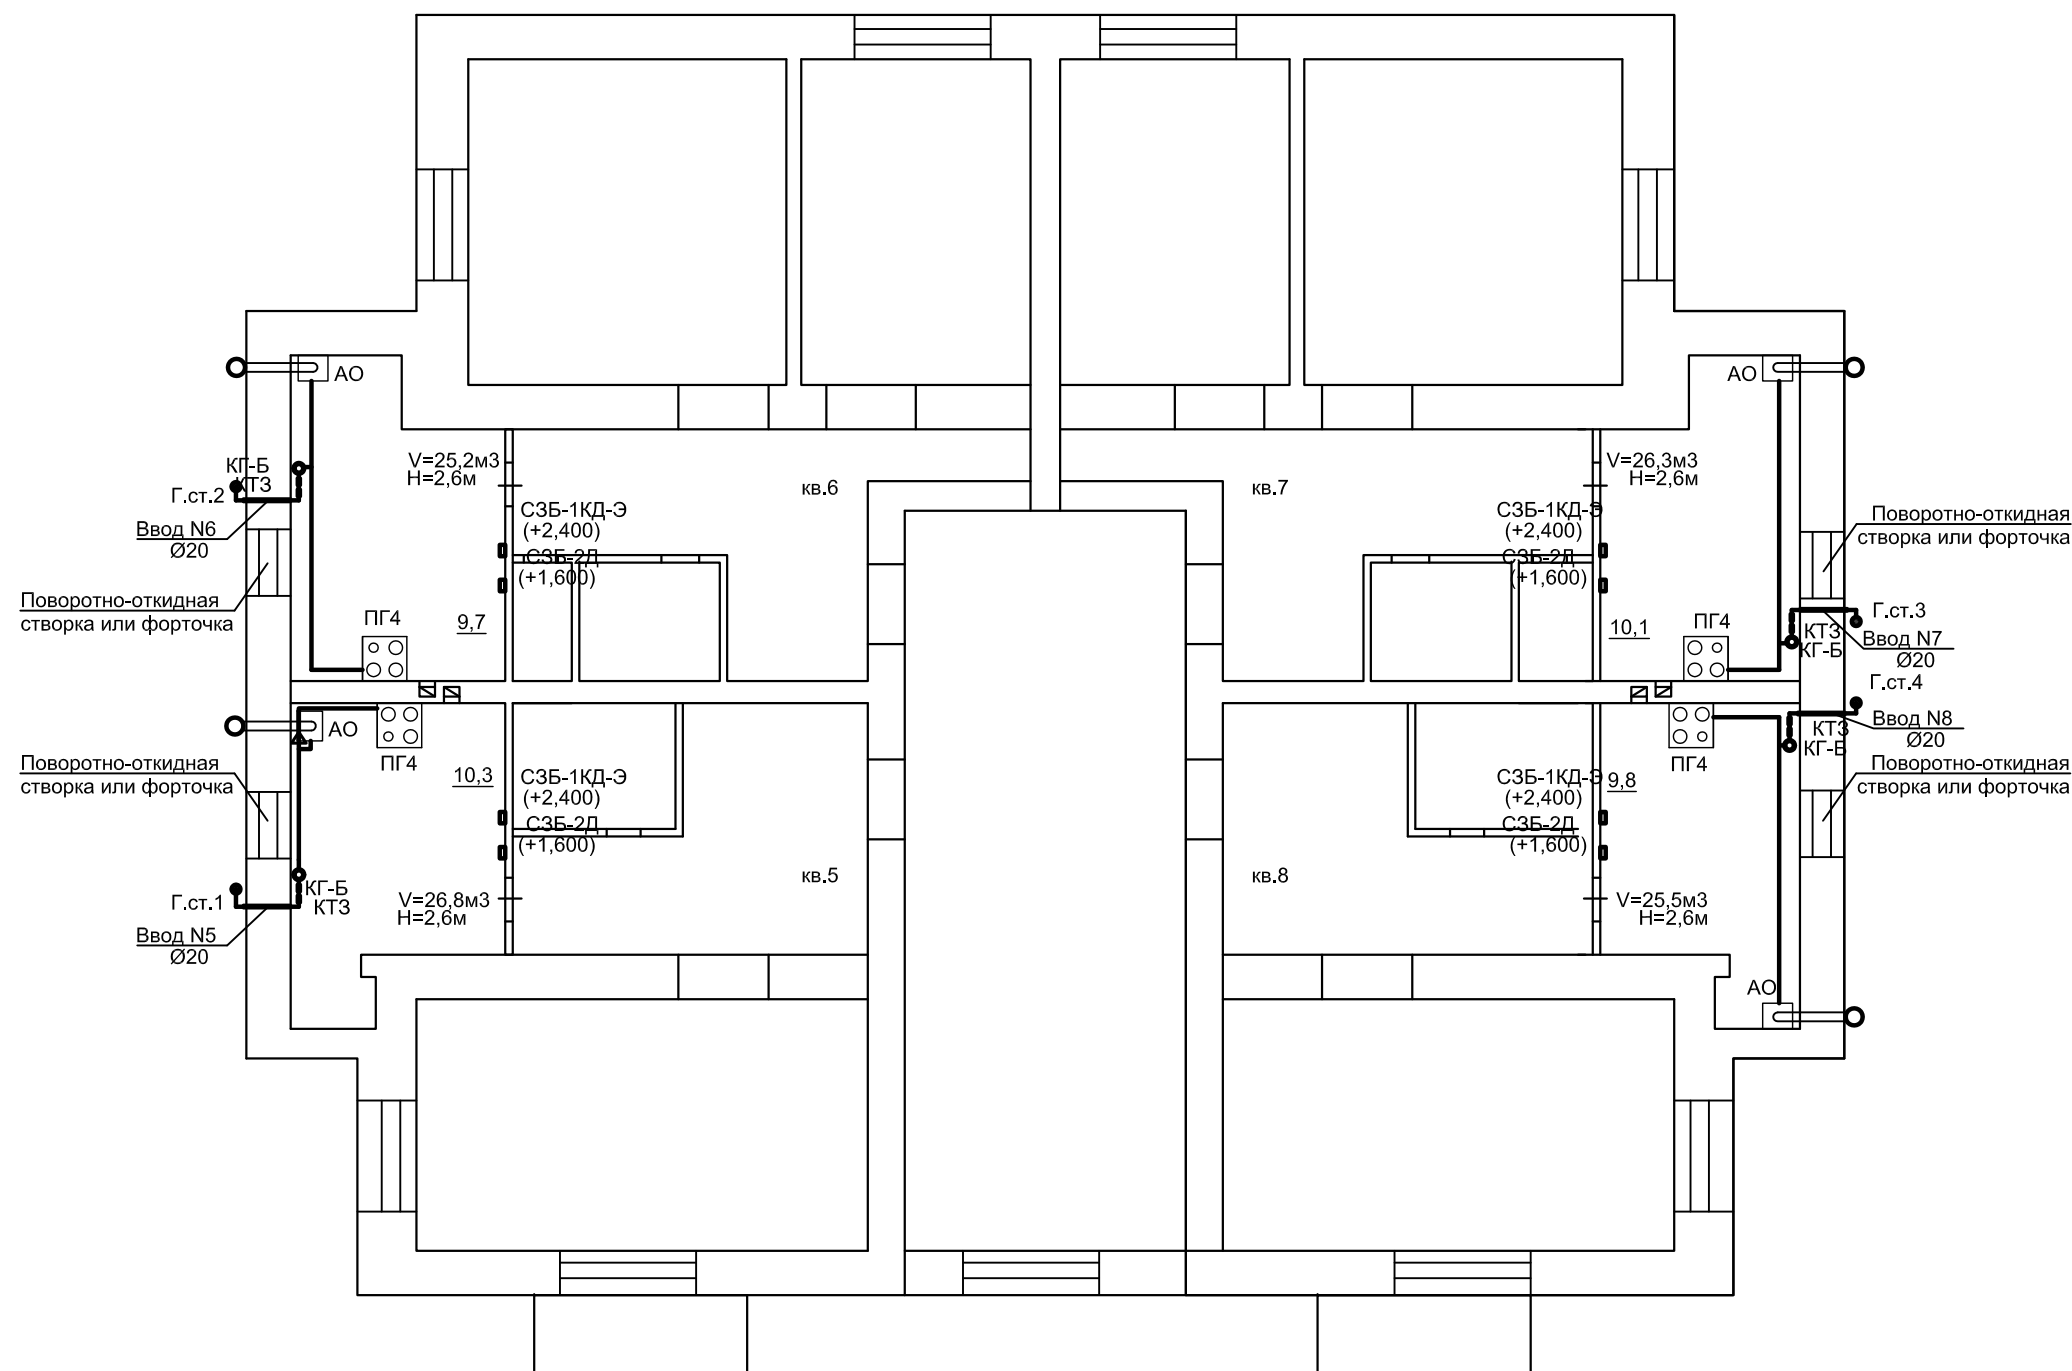 АО
V=25,2м3
H=2,6м
КГ-Б
КТЗ
Г.ст.2
Ввод N6
Ø20
кв.6
СЗБ-1КД-Э
(+2,400)
СЗБ-2Д
(+1,600)
Поворотно-откидная
створка или форточка
ПГ4
9,7
АО
V=26,3м3
H=2,6м
кв.7
СЗБ-1КД-Э
(+2,400)
СЗБ-2Д
(+1,600)
Поворотно-откидная
створка или форточка
ПГ4
10,1
Г.ст.3
КТЗ
КГ-Б
Ввод N7
Ø20
АО
ПГ4
Поворотно-откидная
створка или форточка
10,3
СЗБ-1КД-Э
(+2,400)
СЗБ-2Д
(+1,600)
кв.5
КГ-Б
КТЗ
Г.ст.1
Ввод N5
Ø20
V=26,8м3
H=2,6м
Г.ст.4
Ввод N8
Ø20
КТЗ
КГ-Б
ПГ4
Поворотно-откидная
створка или форточка
СЗБ-1КД-Э
(+2,400)
9,8
СЗБ-2Д
(+1,600)
кв.8
V=25,5м3
H=2,6м
АО